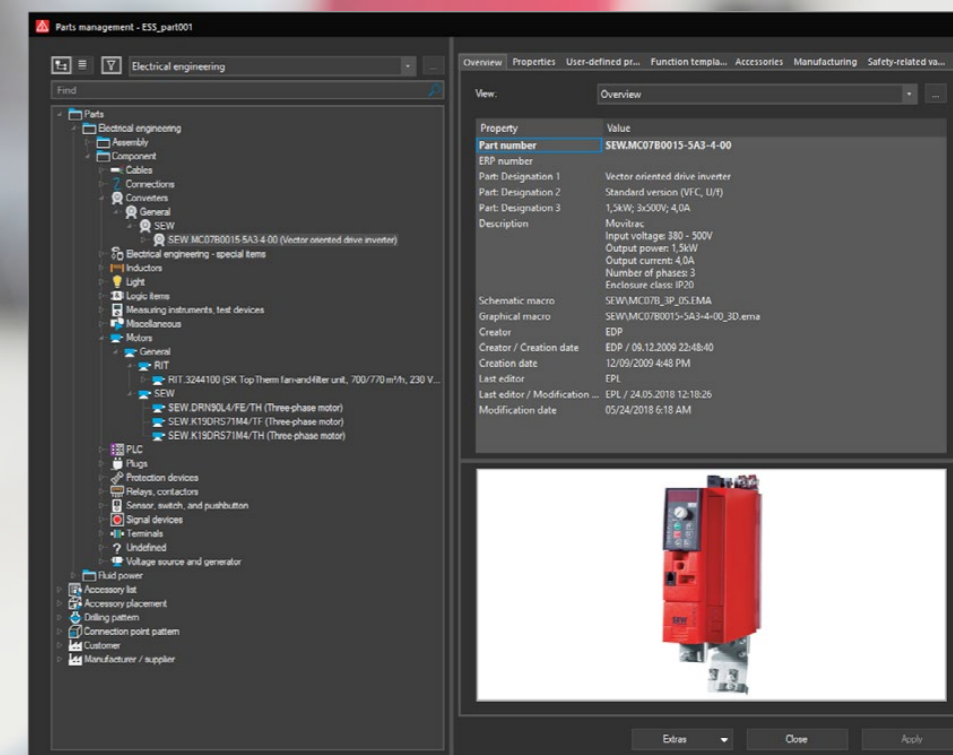 Parts management - ESS_part001
Electrical engineering
...
Find
Parts
Electrical engineering
Assembly
Component
Cables
Connections
Converters
General
SEW
SEW.MC07B0015-5A3-4-00 (Vector oriented drive inverter)
Electrical engineering - special items
Inductors
Light
Logic items
Measuring instruments, test devices
Miscellaneous
Motors
General
RIT
RIT.3244100 (SK TopTherm fan-and-filter unit, 700/770 m³/h, 230 V...
SEW
SEW.DRN90L4/FE/TH (Three-phase motor)
SEW.K19DRS71M4/TF (Three-phase motor)
SEW.K19DRS71M4/TH (Three-phase motor)
PLC
Plugs
Protection devices
Relays, contactors
Sensor, switch, and pushbutton
Signal devices
Terminals
? Undefined
Voltage source and generator
Fluid power
Accessory list
Accessory placement
Drilling pattern
Connection point pattern
Customer
Manufacturer / supplier
Overview Properties User-defined pr... Function templa... Accessories Manufacturing Safety-related va...
View: Overview ...
Property Value
Part number SEW.MC07B0015-5A3-4-00
ERP number
Part: Designation 1 Vector oriented drive inverter
Part: Designation 2 Standard version (VFC, U/f)
Part: Designation 3 1,5kW; 3x500V; 4,0A
Description Movitrac
Input voltage: 380 - 500V
Output power: 1,5kW
Output current: 4,0A
Number of phases: 3
Enclosure class: IP20
Schematic macro SEW\MC07B_3P_0S.EMA
Graphical macro SEW\MC07B0015-5A3-4-00_3D.ema
Creator EDP
Creator / Creation date EDP / 09.12.2009 22:48:40
Creation date 12/09/2009 4:48 PM
Last editor EPL
Last editor / Modification ... EPL / 24.05.2018 12:18:26
Modification date 05/24/2018 6:18 AM
SEW
Extras Close Apply